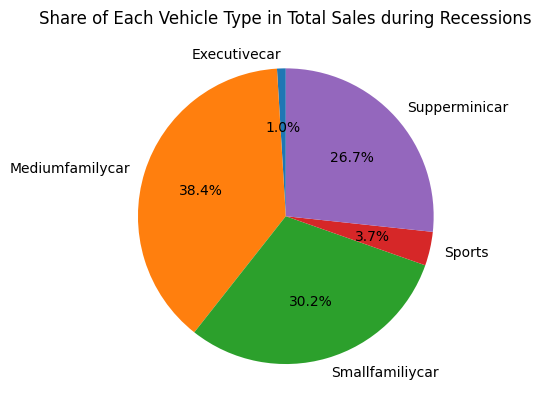 Share of Each Vehicle Type in Total Sales during Recessions
Executivecar
1.0%
Supperminicar
26.7%
Mediumfamilycar
38.4%
3.7%
Sports
30.2%
Smallfamiliycar